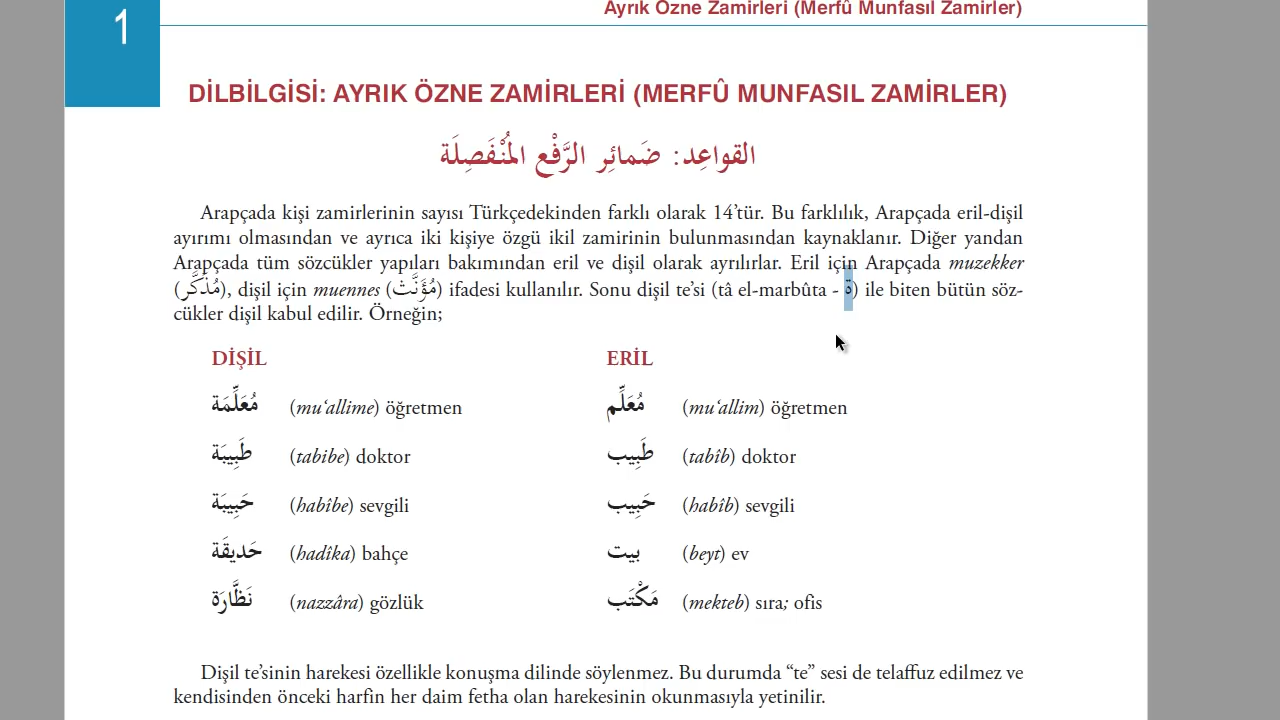 Ayrık Özne Zamirleri (Merfû Munfasıl Zamirler)
1
DİLBİLGİSİ: AYRIK ÖZNE ZAMİRLERİ (MERFÛ MUNFASIL ZAMİRLER)
القواعِد: ضَمائِر الرَّفْع المُنْفَصِلَة
Arapçada kişi zamirlerinin sayısı Türkçedekinden farklı olarak 14’tür. Bu farklılık, Arapçada eril-dişil
ayırımı olmasından ve ayrıca iki kişiye özgü ikil zamirinin bulunmasından kaynaklanır. Diğer yandan
Arapçada tüm sözcükler yapıları bakımından eril ve dişil olarak ayrılırlar. Eril için Arapçada muzekker
(مُذَكَّر), dişil için muennes (مُؤَنَّث) ifadesi kullanılır. Sonu dişil te’si (tâ el-marbûta - ة) ile biten bütün söz-
cükler dişil kabul edilir. Örneğin;
DİŞİL ERİL
مُعَلِّمَة (mu‘allime) öğretmen مُعَلِّم (mu‘allim) öğretmen
طَبِيبَة (tabibe) doktor طَبِيب (tabîb) doktor
حَبِيبَة (habîbe) sevgili حَبِيب (habîb) sevgili
حَديقَة (hadîka) bahçe بيت (beyt) ev
نَظَّارَة (nazzâra) gözlük مَكْتَب (mekteb) sıra; ofis
Dişil te’sinin harekesi özellikle konuşma dilinde söylenmez. Bu durumda “te” sesi de telaffuz edilmez ve
kendisinden önceki harfin her daim fetha olan harekesinin okunmasıyla yetinilir.